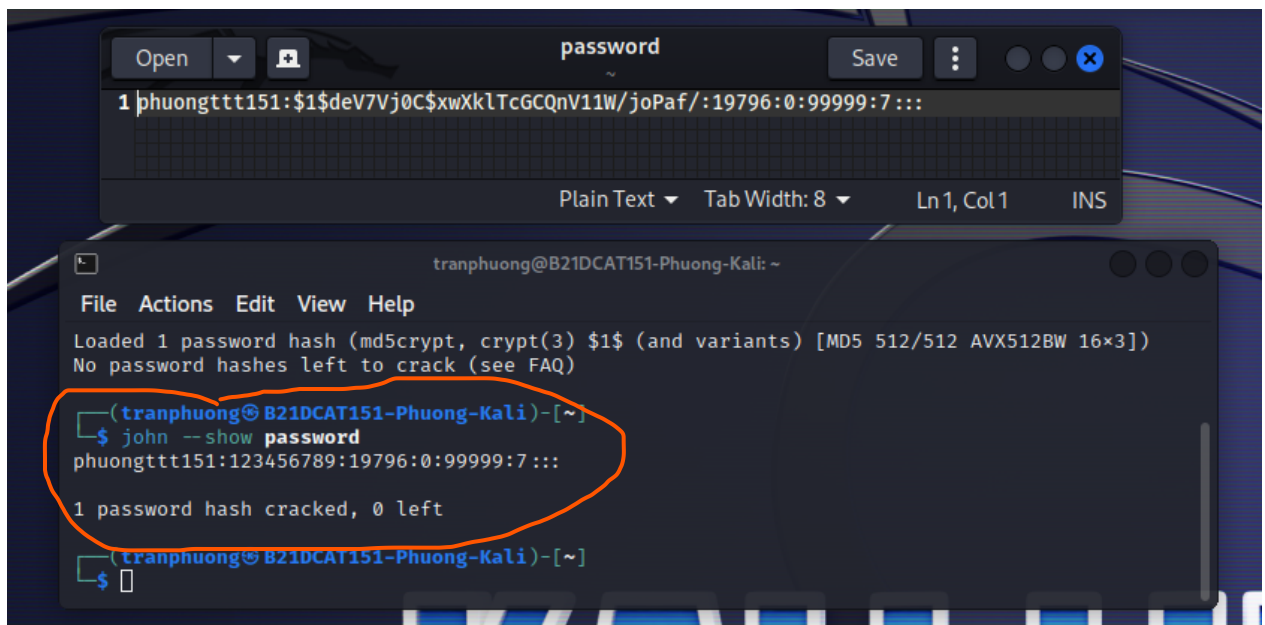 Open
password
Save
~
1 phuongttt151:$1$deV7Vj0C$xwXklTcGCQnV11W/joPaf/:19796:0:99999:7:::
Plain Text Tab Width: 8 Ln 1, Col 1 INS
tranphuong@B21DCAT151-Phuong-Kali: ~
File Actions Edit View Help
Loaded 1 password hash (md5crypt, crypt(3) $1$ (and variants) [MD5 512/512 AVX512BW 16×3])
No password hashes left to crack (see FAQ)
┌──(tranphuong㉿B21DCAT151-Phuong-Kali)-[~]
└─$ john --show password
phuongttt151:123456789:19796:0:99999:7:::
1 password hash cracked, 0 left
┌──(tranphuong㉿B21DCAT151-Phuong-Kali)-[~]
└─$